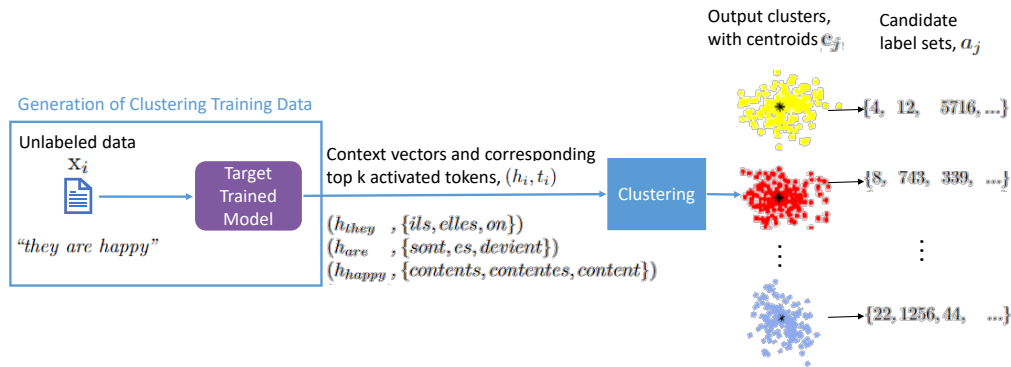 Generation of Clustering Training Data
Unlabeled data
x_i
"they are happy"
Target
Trained
Model
Context vectors and corresponding
top k activated tokens, (h_i, t_i)
(h_they , {ils, elles, on})
(h_are , {sont, es, devient})
(h_happy , {contents, contentes, content})
Clustering
Output clusters,
with centroids c_j
Candidate
label sets, a_j
{4, 12, 5716, ...}
{8, 743, 339, ...}
{22, 1256, 44, ...}